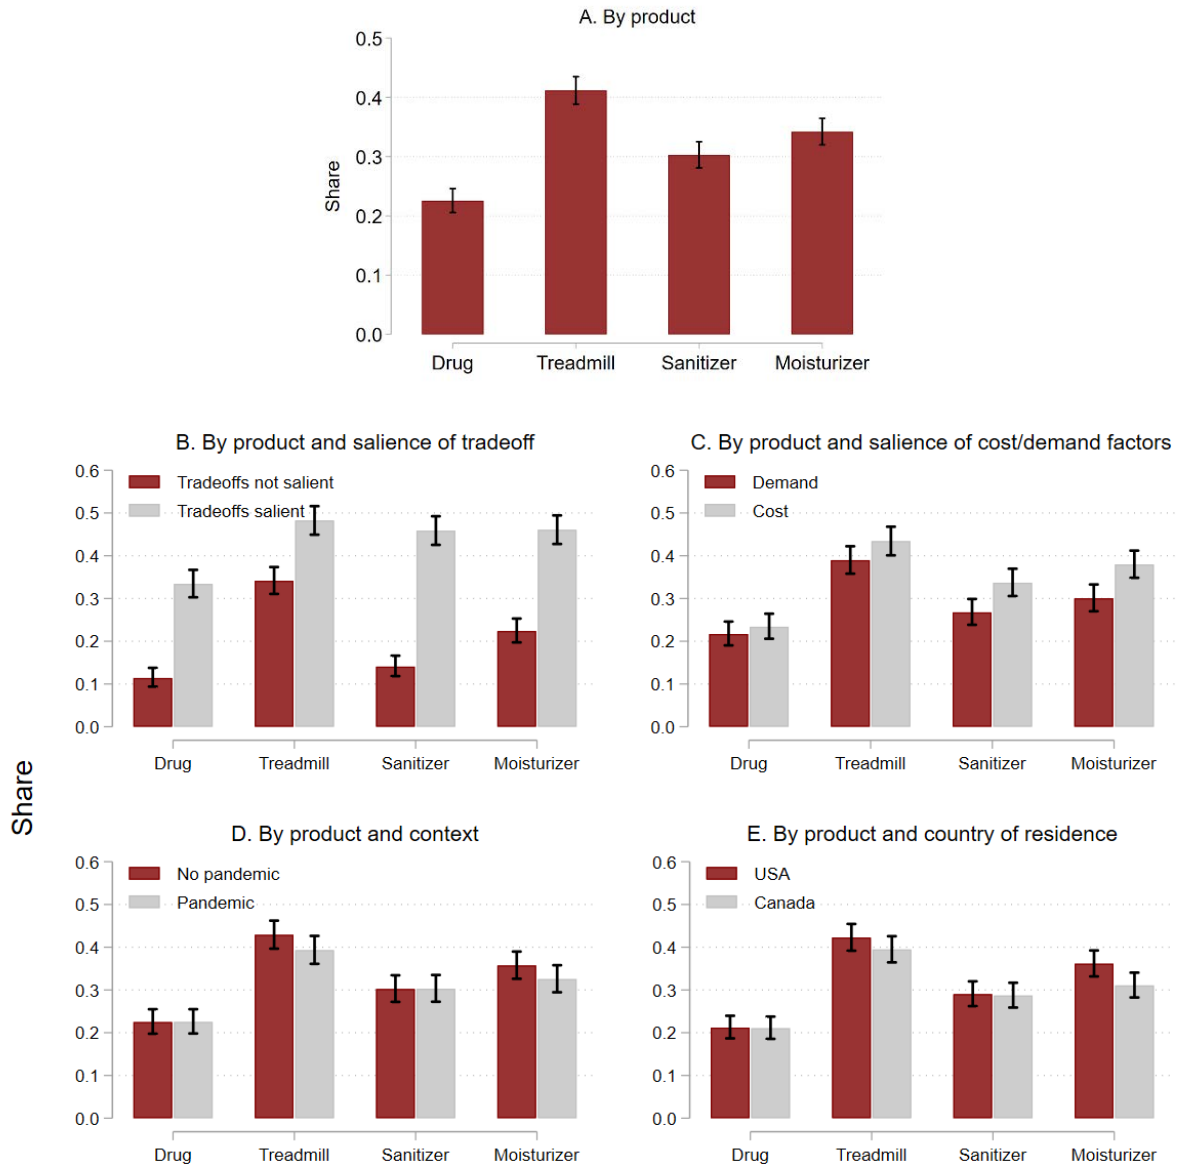 A. By product
0.5
0.4
0.3
0.2
0.1
0.0
Share
Drug Treadmill Sanitizer Moisturizer
B. By product and salience of tradeoff
0.6
0.5
0.4
0.3
0.2
0.1
0.0
Tradeoffs not salient
Tradeoffs salient
Drug Treadmill Sanitizer Moisturizer
C. By product and salience of cost/demand factors
0.6
0.5
0.4
0.3
0.2
0.1
0.0
Demand
Cost
Drug Treadmill Sanitizer Moisturizer
Share
D. By product and context
0.6
0.5
0.4
0.3
0.2
0.1
0.0
No pandemic
Pandemic
Drug Treadmill Sanitizer Moisturizer
E. By product and country of residence
0.6
0.5
0.4
0.3
0.2
0.1
0.0
USA
Canada
Drug Treadmill Sanitizer Moisturizer